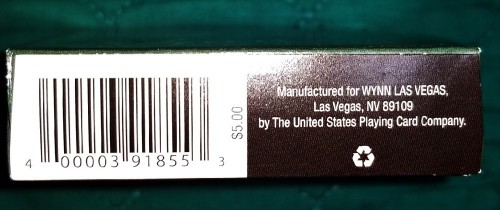 4 00003 91855 3
$5.00
Manufactured for WYNN LAS VEGAS,
Las Vegas, NV 89109
by The United States Playing Card Company.